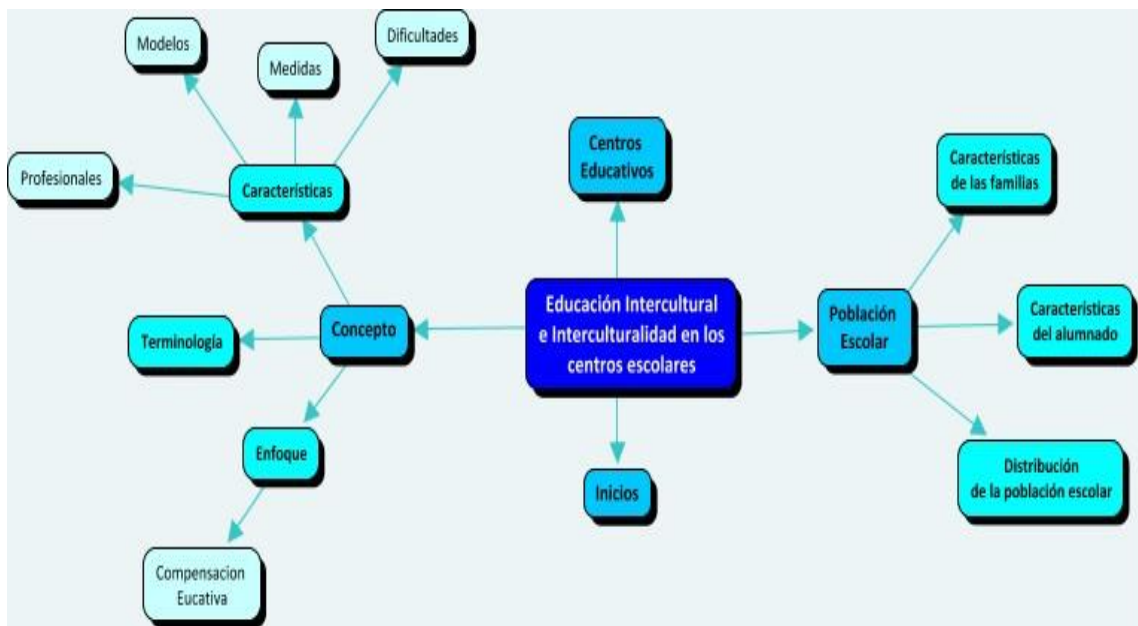 Modelos
Medidas
Dificultades
Profesionales
Características
Centros
Educativos
Características
de las familias
Terminología
Concepto
Educación Intercultural
e Interculturalidad en los
centros escolares
Población
Escolar
Características
del alumnado
Enfoque
Inicios
Distribución
de la población escolar
Compensacion
Eucativa